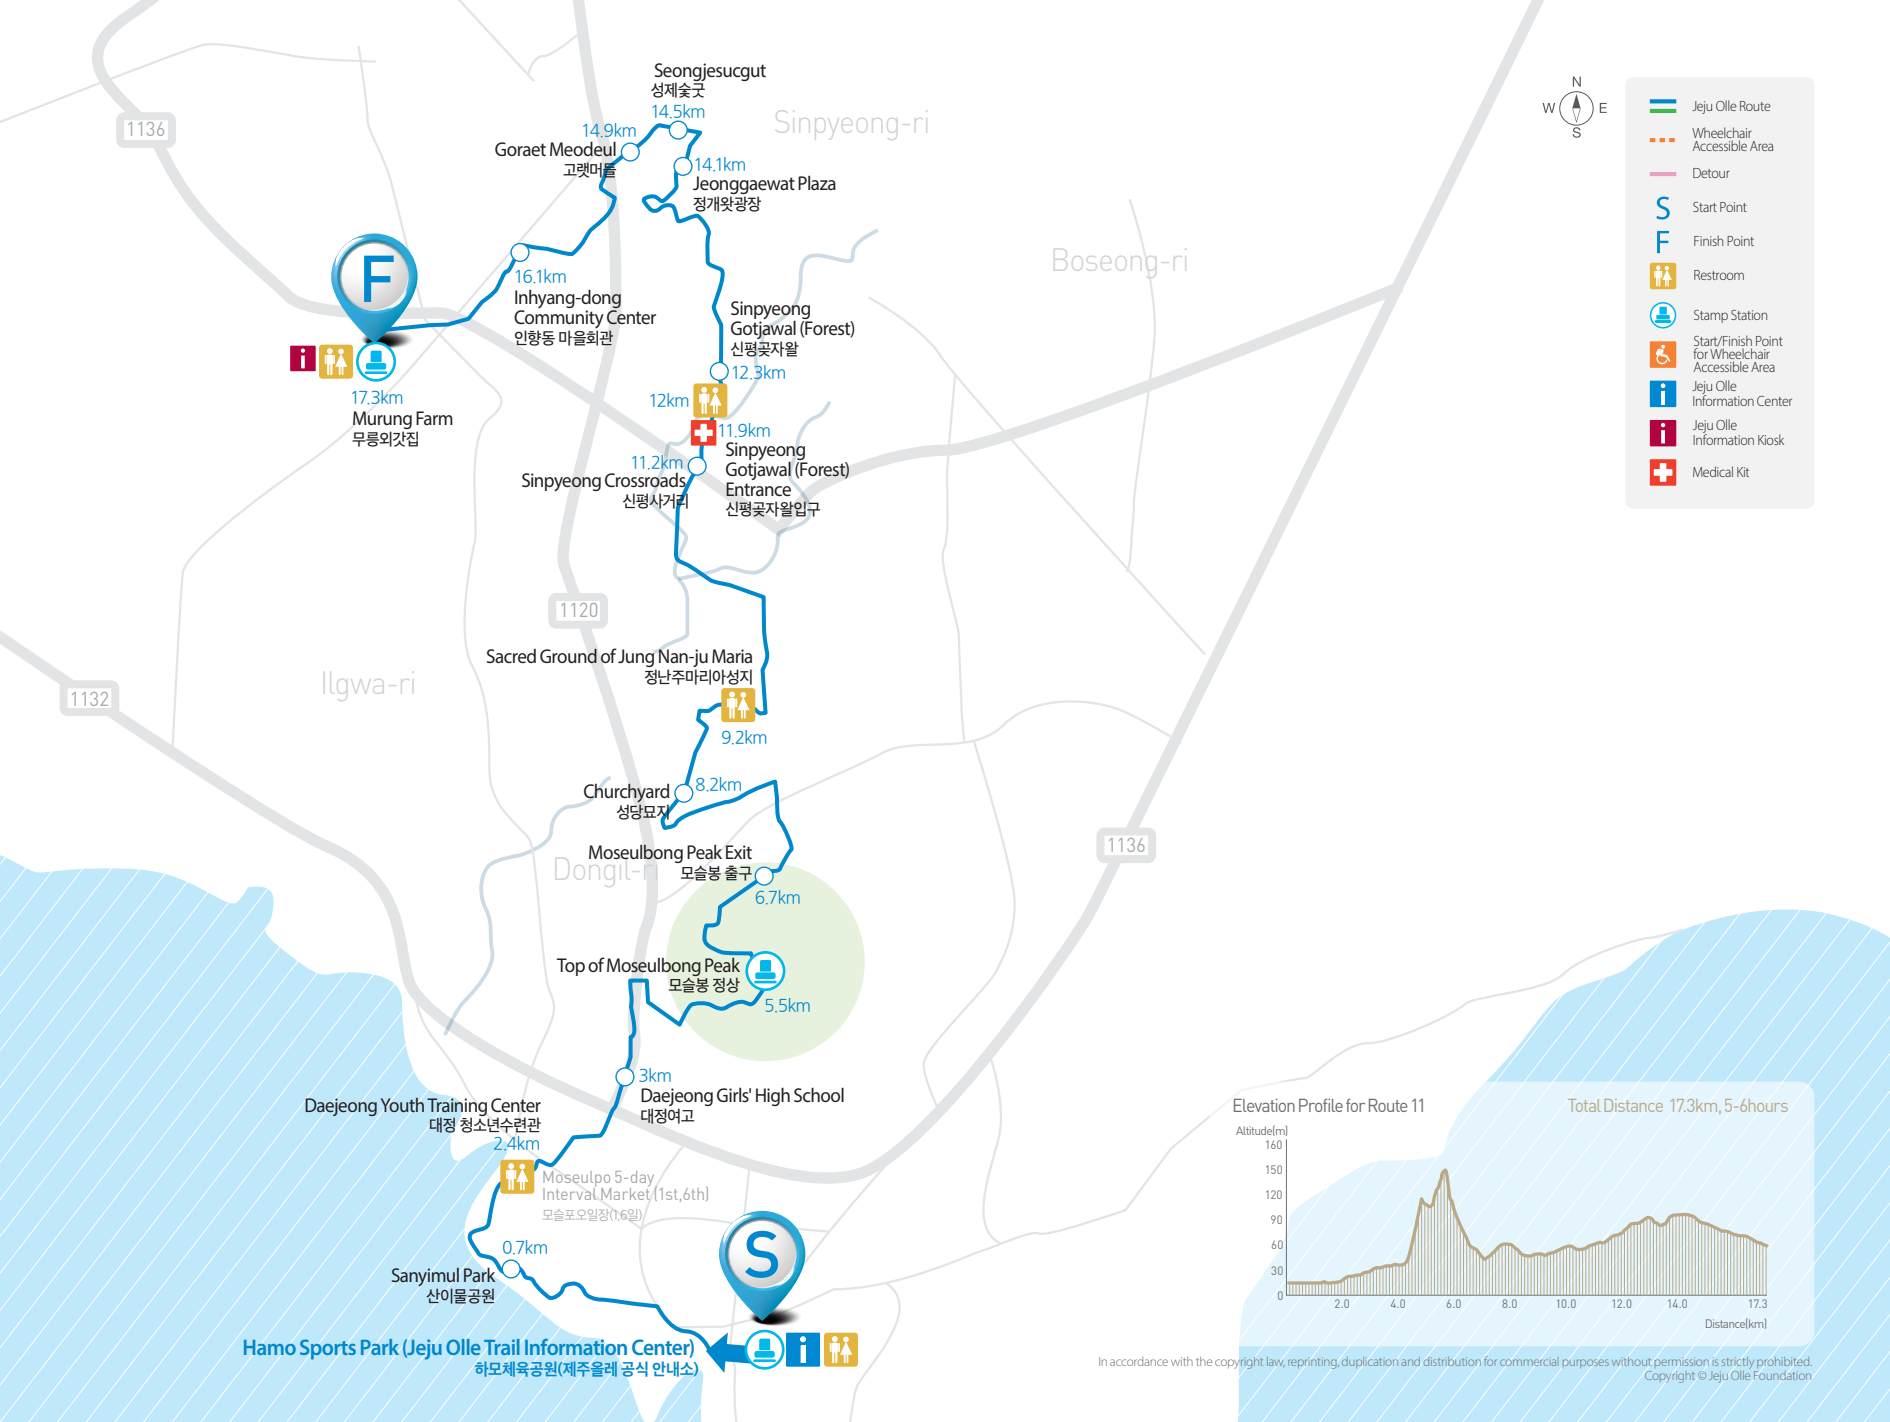 Seongjesucgut
성제숯굿
14.5km
Sinpyeong-ri
14.9km
Goraet Meodeul
고랫머들
14.1km
Jeonggaewat Plaza
정개왓광장
1136
Boseong-ri
F
16.1km
Inhyang-dong
Community Center
인향동 마을회관
17.3km
Murung Farm
무릉외갓집
Sinpyeong
Gotjawal (Forest)
신평곶자왈
12.3km
12km
11.9km
Sinpyeong
Gotjawal (Forest)
Entrance
신평곶자왈입구
11.2km
Sinpyeong Crossroads
신평사거리
1120
Sacred Ground of Jung Nan-ju Maria
정난주마리아성지
9.2km
Ilgwa-ri
1132
Churchyard
성당묘지
8.2km
1136
Moseulbong Peak Exit
모슬봉 출구
6.7km
Dongil-ri
Top of Moseulbong Peak
모슬봉 정상
5.5km
3km
Daejeong Girls' High School
대정여고
Daejeong Youth Training Center
대정 청소년수련관
2.4km
Moseulpo 5-day
Interval Market (1st,6th)
모슬포오일장(1,6일)
0.7km
Sanyimul Park
산이물공원
S
Hamo Sports Park (Jeju Olle Trail Information Center)
하모체육공원(제주올레 공식 안내소)
N
W E
S
Jeju Olle Route
Wheelchair
Accessible Area
Detour
S Start Point
F Finish Point
Restroom
Stamp Station
Start/Finish Point
for Wheelchair
Accessible Area
Jeju Olle
Information Center
Jeju Olle
Information Kiosk
Medical Kit
Elevation Profile for Route 11
Total Distance 17.3km, 5-6hours
Altitude(m)
160
150
120
90
60
30
0
2.0 4.0 6.0 8.0 10.0 12.0 14.0 17.3
Distance(km)
In accordance with the copyright law, reprinting, duplication and distribution for commercial purposes without permission is strictly prohibited.
Copyright © Jeju Olle Foundation